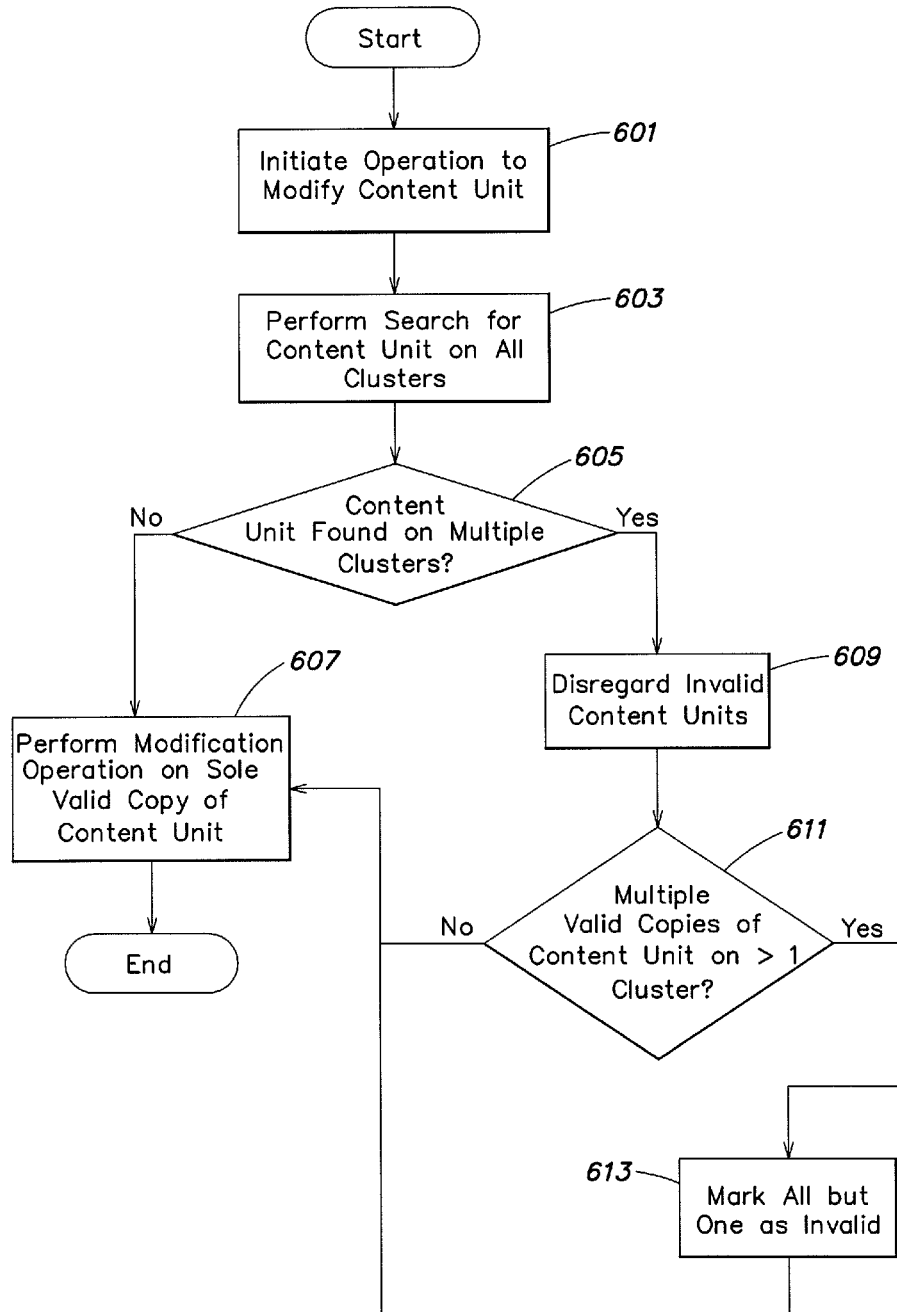 Start
601
Initiate Operation to
Modify Content Unit
603
Perform Search for
Content Unit on All
Clusters
605
Content
Unit Found on Multiple
Clusters?
No
Yes
607
Perform Modification
Operation on Sole
Valid Copy of
Content Unit
609
Disregard Invalid
Content Units
611
Multiple
Valid Copies of
Content Unit on > 1
Cluster?
No
Yes
End
613
Mark All but
One as Invalid